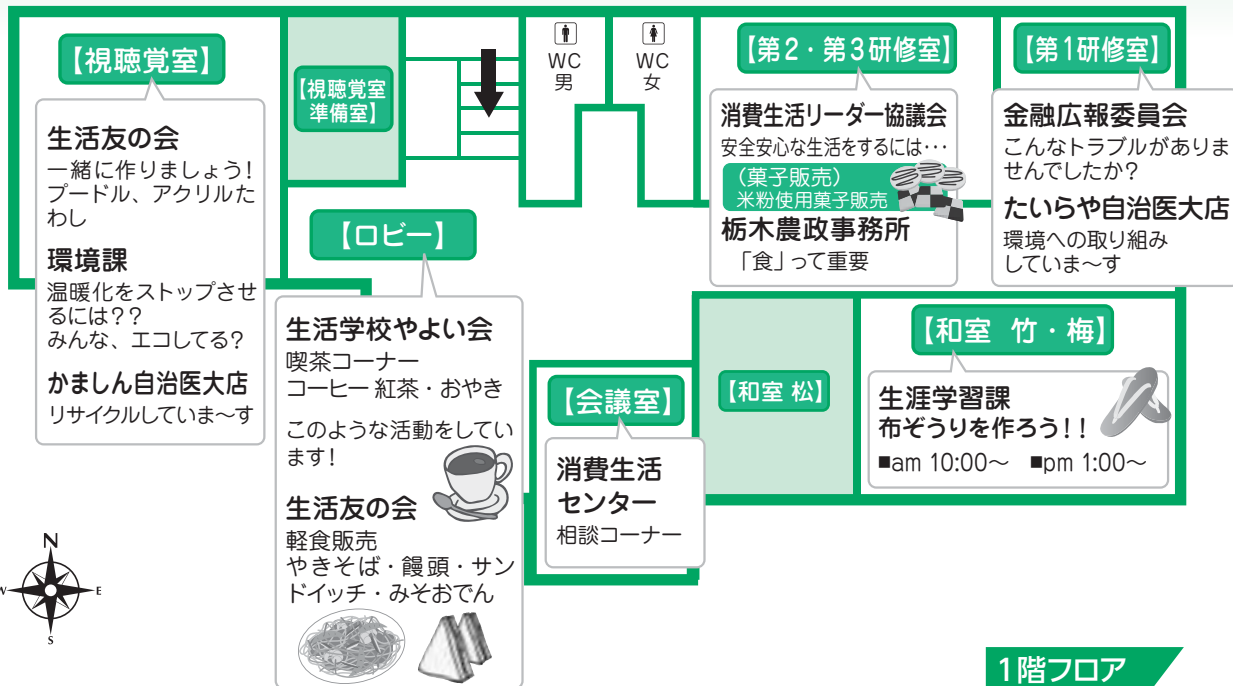 【視聴覚室】
生活友の会
一緒に作りましょう!
プードル、アクリルた
わし
環境課
温暖化をストップさせ
るには??
みんな、エコしてる?
かましん自治医大店
リサイクルしていま〜す
【視聴覚室
準備室】
WC
男
WC
女
【第2・第3研修室】
消費生活リーダー協議会
安全安心な生活をするには・・・
(菓子販売)
米粉使用菓子販売
栃木農政事務所
「食」って重要
【第1研修室】
金融広報委員会
こんなトラブルがありま
せんでしたか?
たいらや自治医大店
環境への取り組み
していま〜す
【ロビー】
生活学校やよい会
喫茶コーナー
コーヒー 紅茶・おやき
このような活動をしてい
ます!
生活友の会
軽食販売
やきそば・饅頭・サン
ドイッチ・みそおでん
【会議室】
消費生活
センター
相談コーナー
【和室 松】
【和室 竹・梅】
生涯学習課
布ぞうりを作ろう!!
■am 10:00〜 ■pm 1:00〜
N
W
E
S
1階フロア